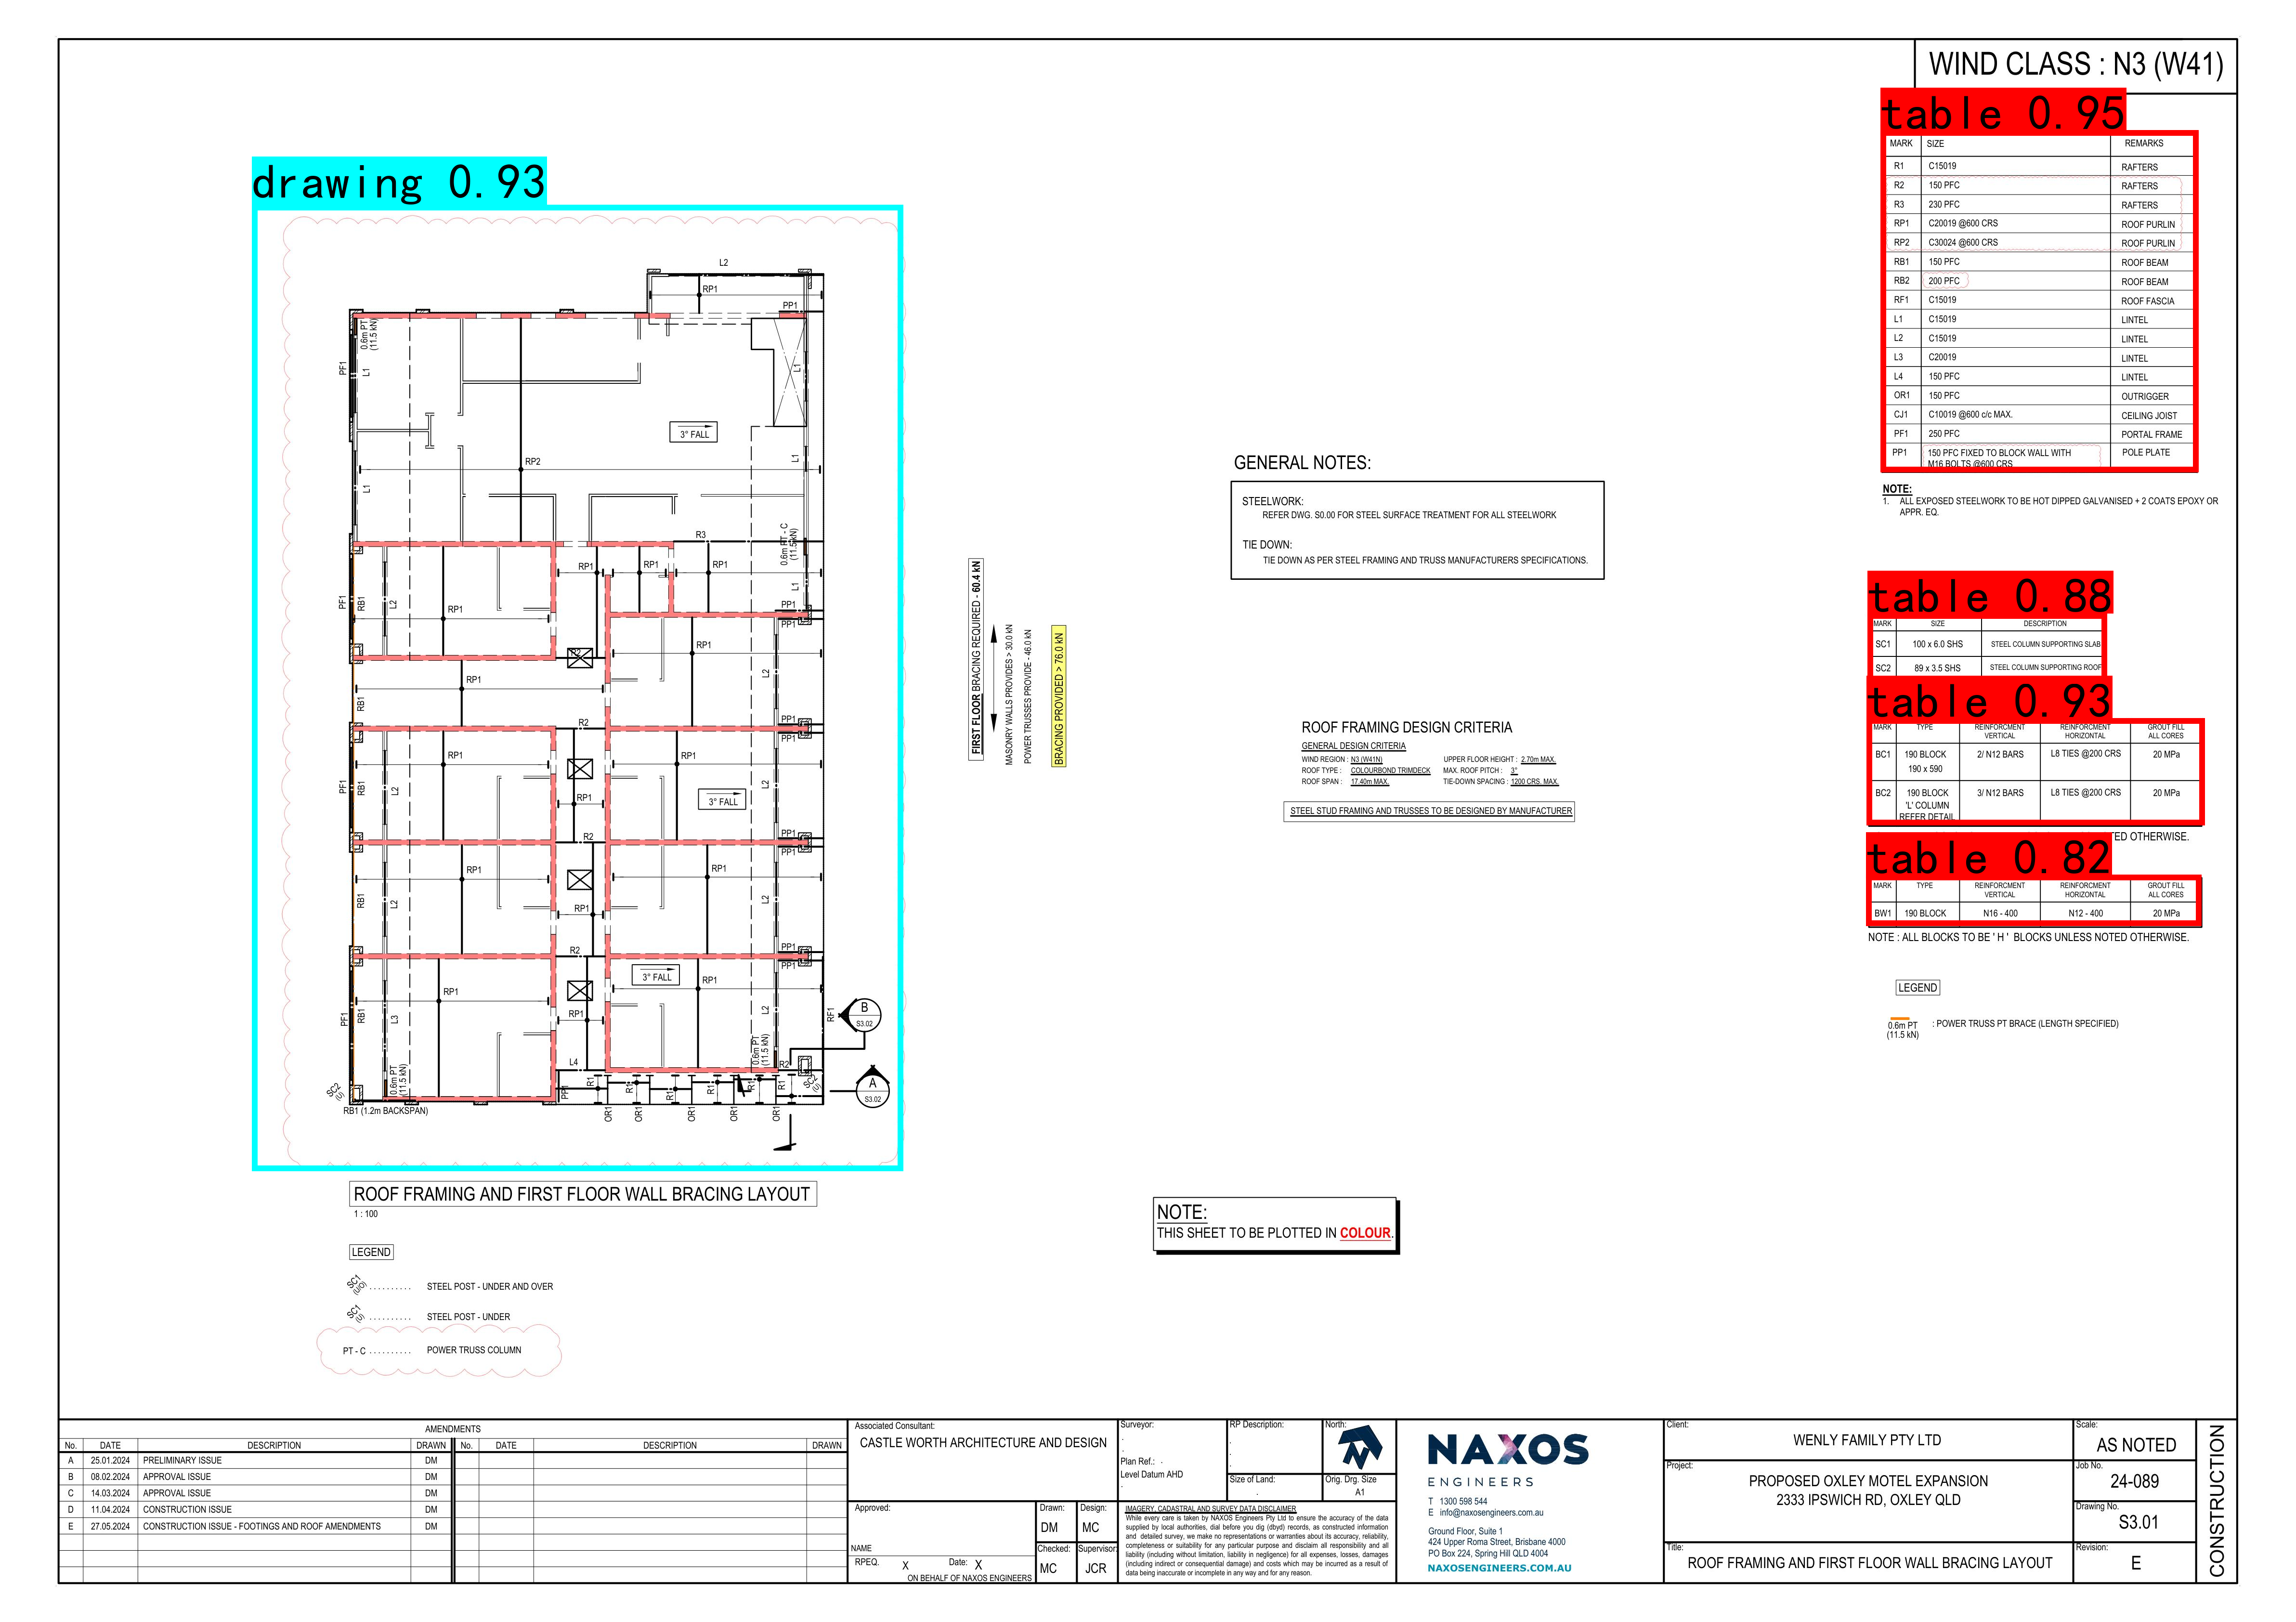 WIND CLASS : N3 (W41)
table 0.95
MARK SIZE REMARKS
R1 C15019 RAFTERS
R2 150 PFC RAFTERS
R3 230 PFC RAFTERS
RP1 C20019 @600 CRS ROOF PURLIN
RP2 C30024 @600 CRS ROOF PURLIN
RB1 150 PFC ROOF BEAM
RB2 200 PFC ROOF BEAM
RF1 C15019 ROOF FASCIA
L1 C15019 LINTEL
L2 C15019 LINTEL
L3 C20019 LINTEL
L4 150 PFC LINTEL
OR1 150 PFC OUTRIGGER
CJ1 C10019 @600 c/c MAX. CEILING JOIST
PF1 250 PFC PORTAL FRAME
PP1 150 PFC FIXED TO BLOCK WALL WITH POLE PLATE
M16 BOLTS @600 CRS
NOTE:
1. ALL EXPOSED STEELWORK TO BE HOT DIPPED GALVANISED + 2 COATS EPOXY OR
APPR. EQ.
table 0.88
MARK SIZE DESCRIPTION
SC1 100 x 6.0 SHS STEEL COLUMN SUPPORTING SLAB
SC2 89 x 3.5 SHS STEEL COLUMN SUPPORTING ROOF
table 0.93
MARK TYPE REINFORCMENT REINFORCMENT GROUT FILL
VERTICAL HORIZONTAL ALL CORES
BC1 190 BLOCK 2/ N12 BARS L8 TIES @200 CRS 20 MPa
190 x 590
BC2 190 BLOCK 3/ N12 BARS L8 TIES @200 CRS 20 MPa
'L' COLUMN
REFER DETAIL
TED OTHERWISE.
table 0.82
MARK TYPE REINFORCMENT REINFORCMENT GROUT FILL
VERTICAL HORIZONTAL ALL CORES
BW1 190 BLOCK N16 - 400 N12 - 400 20 MPa
NOTE : ALL BLOCKS TO BE ' H ' BLOCKS UNLESS NOTED OTHERWISE.
LEGEND
0.6m PT : POWER TRUSS PT BRACE (LENGTH SPECIFIED)
(11.5 kN)
drawing 0.93
L2
RP1
PP1
0.6m PT
(11.5 kN)
PF1
L1
L1
3° FALL
RP2
L1
L1
R3
0.6m PT - C
(11.5 kN)
RP1
RP1
RP1
L1
PF1
RB1
L2
RP1
PP1
PP1
R2
RP1
L2
RP1
RB1
R2
PP1
PP1
RP1
RP1
PF1
RB1
L2
RP1
3° FALL
L2
R2
PP1
PP1
RP1
RP1
RB1
L2
RP1
L2
R2
PP1
PP1
3° FALL
RP1
RP1
PF1
RB1
L3
RP1
L2
RF1
B
S3.02
0.6m PT
(11.5 kN)
0.6m PT
(11.5 kN)
L4
R2
PP1
R1
R1
R1
R1
R1
R1
A
S3.02
SC2
(U)
SC2
(U)
RB1 (1.2m BACKSPAN)
OR1
OR1
OR1
OR1
OR1
FIRST FLOOR BRACING REQUIRED - 60.4 kN
MASONRY WALLS PROVIDES > 30.0 kN
POWER TRUSSES PROVIDE - 46.0 kN
BRACING PROVIDED > 76.0 kN
GENERAL NOTES:
STEELWORK:
REFER DWG. S0.00 FOR STEEL SURFACE TREATMENT FOR ALL STEELWORK
TIE DOWN:
TIE DOWN AS PER STEEL FRAMING AND TRUSS MANUFACTURERS SPECIFICATIONS.
ROOF FRAMING DESIGN CRITERIA
GENERAL DESIGN CRITERIA
WIND REGION : N3 (W41N) UPPER FLOOR HEIGHT : 2.70m MAX.
ROOF TYPE : COLOURBOND TRIMDECK MAX. ROOF PITCH : 3°
ROOF SPAN : 17.40m MAX. TIE-DOWN SPACING : 1200 CRS. MAX.
STEEL STUD FRAMING AND TRUSSES TO BE DESIGNED BY MANUFACTURER
ROOF FRAMING AND FIRST FLOOR WALL BRACING LAYOUT
1 : 100
NOTE:
THIS SHEET TO BE PLOTTED IN COLOUR.
LEGEND
SC1 (U/O) .......... STEEL POST - UNDER AND OVER
SC1 (U) .......... STEEL POST - UNDER
PT - C .......... POWER TRUSS COLUMN
AMENDMENTS
No. DATE DESCRIPTION DRAWN No. DATE DESCRIPTION DRAWN
A 25.01.2024 PRELIMINARY ISSUE DM
B 08.02.2024 APPROVAL ISSUE DM
C 14.03.2024 APPROVAL ISSUE DM
D 11.04.2024 CONSTRUCTION ISSUE DM
E 27.05.2024 CONSTRUCTION ISSUE - FOOTINGS AND ROOF AMENDMENTS DM
Associated Consultant:
CASTLE WORTH ARCHITECTURE AND DESIGN
Approved:
NAME
RPEQ. X Date: X
ON BEHALF OF NAXOS ENGINEERS
Drawn: DM
Design: MC
Checked: MC
Supervisor: JCR
Surveyor:
Plan Ref.: .
Level Datum AHD
RP Description:
Size of Land:
North:
Orig. Drg. Size
A1
IMAGERY, CADASTRAL AND SURVEY DATA DISCLAIMER
While every care is taken by NAXOS Engineers Pty Ltd to ensure the accuracy of the data
supplied by local authorities, dial before you dig (dbyd) records, as constructed information
and detailed survey, we make no representations or warranties about its accuracy, reliability,
completeness or suitability for any particular purpose and disclaim all responsibility and all
liability (including without limitation, liability in negligence) for all expenses, losses, damages
(including indirect or consequential damage) and costs which may be incurred as a result of
data being inaccurate or incomplete in any way and for any reason.
NAXOS
ENGINEERS
T 1300 598 544
E info@naxosengineers.com.au
Ground Floor, Suite 1
424 Upper Roma Street, Brisbane 4000
PO Box 224, Spring Hill QLD 4004
NAXOSENGINEERS.COM.AU
Client:
WENLY FAMILY PTY LTD
Project:
PROPOSED OXLEY MOTEL EXPANSION
2333 IPSWICH RD, OXLEY QLD
Title:
ROOF FRAMING AND FIRST FLOOR WALL BRACING LAYOUT
Scale:
AS NOTED
Job No.
24-089
Drawing No.
S3.01
Revision:
E
CONSTRUCTION